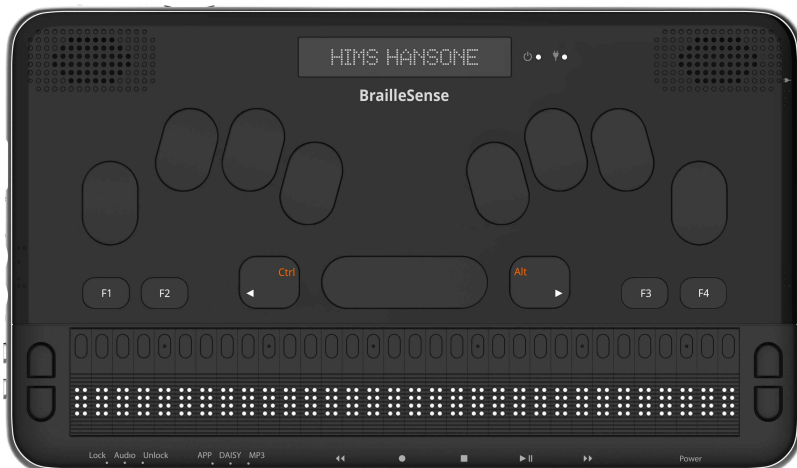 HIMS HANSONE
BrailleSense
Ctrl
Alt
F1 F2 F3 F4
Lock Audio Unlock APP DAISY MP3 Power